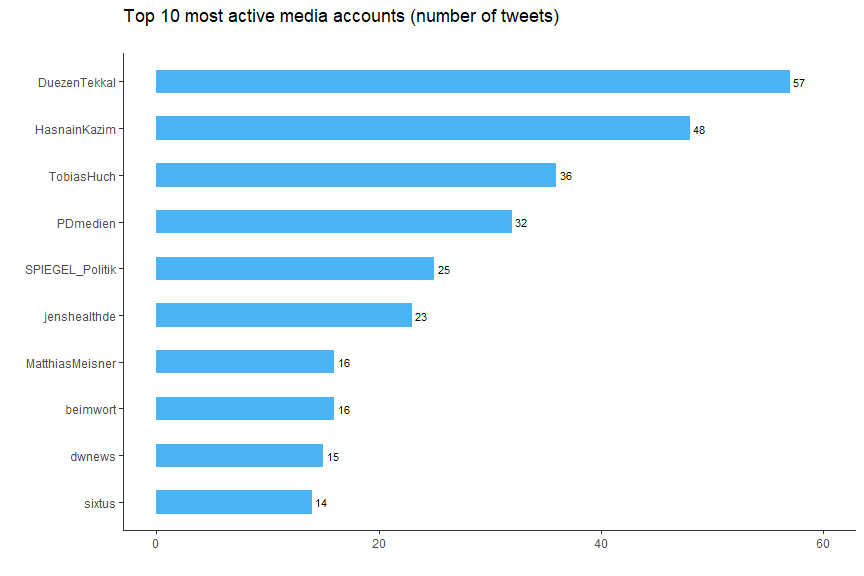 Top 10 most active media accounts (number of tweets)
DuezenTekkal 57
HasnainKazim 48
TobiasHuch 36
PDmedien 32
SPIEGEL_Politik 25
jenshealthde 23
MatthiasMeisner 16
beimwort 16
dwnews 15
sixtus 14
0 20 40 60